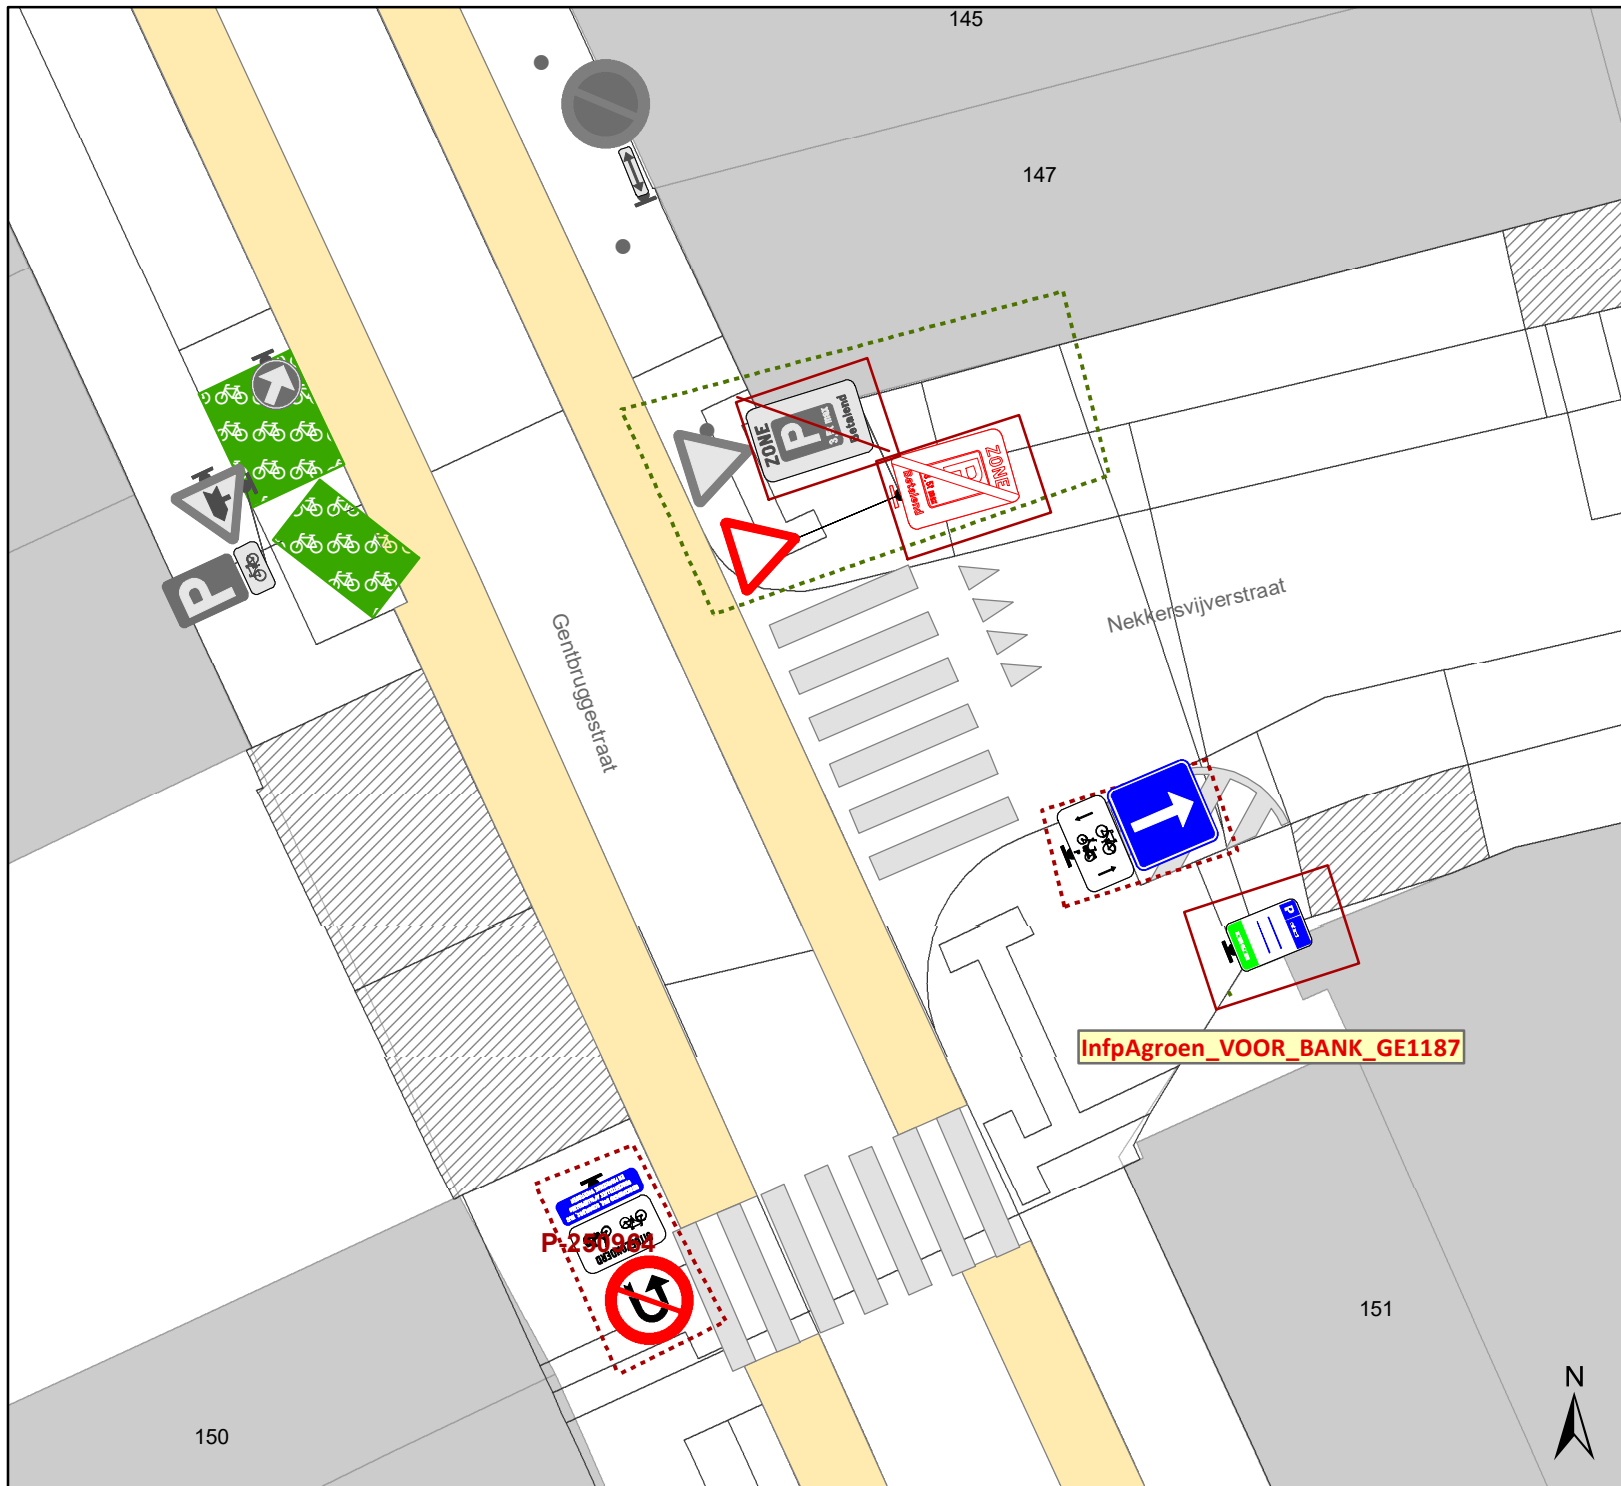 145
147
ZONE
P
Betalend
ZONE
P
Betalend
P
Gentbruggestraat
Nekkersvijverstraat
P
InfpAgroen_VOOR_BANK_GE1187
P-250964
151
150
N